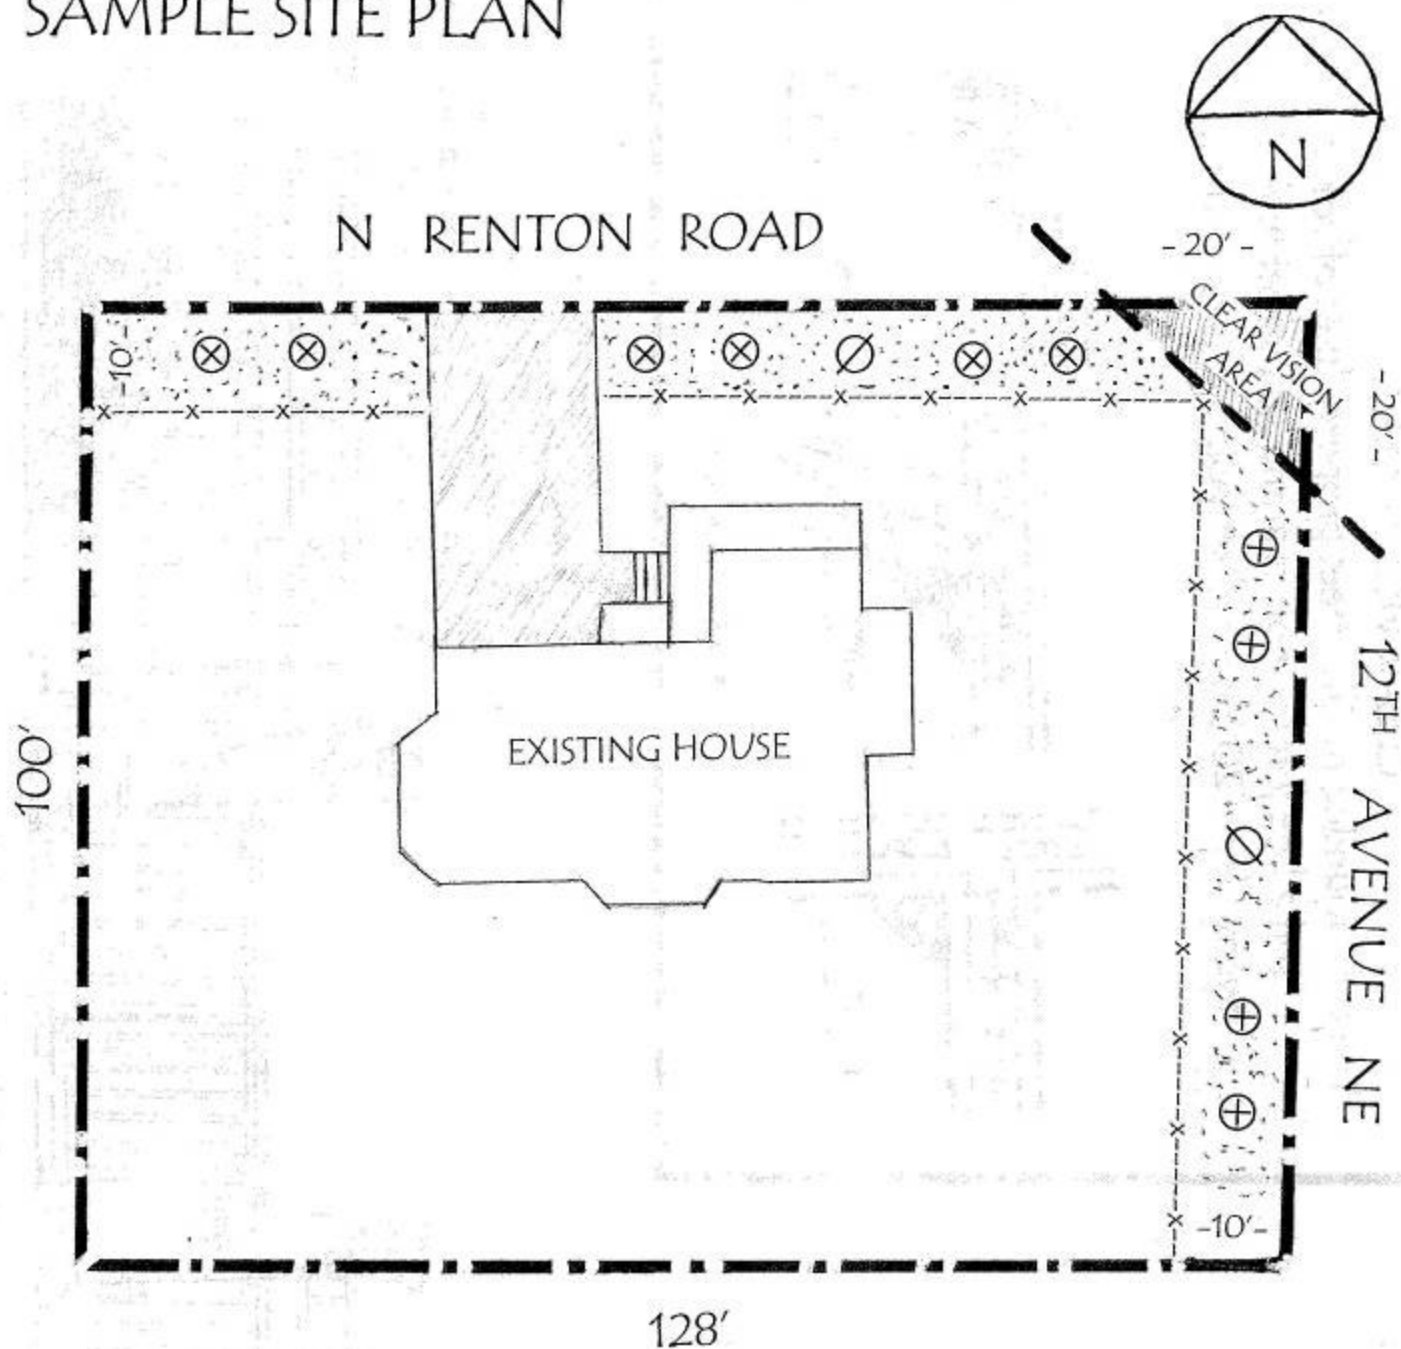 SAMPLE SITE PLAN
N
N RENTON ROAD
- 20' -
CLEAR VISION
AREA
-10'-
- 20' -
12TH AVENUE NE
EXISTING HOUSE
100'
-10'-
128'